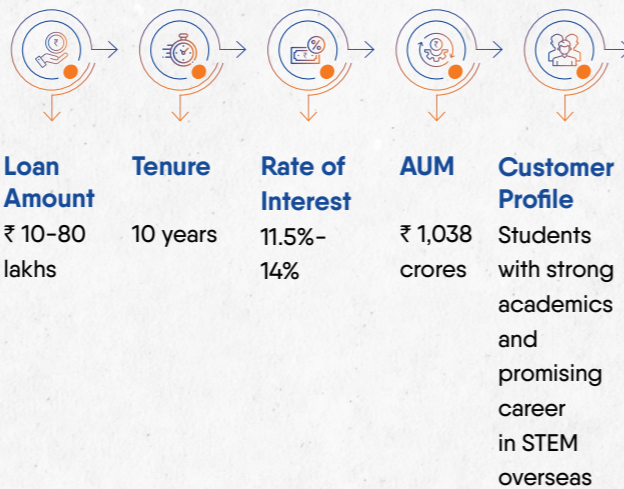 Loan
Amount
₹ 10-80
lakhs
Tenure
10 years
Rate of
Interest
11.5%-
14%
AUM
₹ 1,038
crores
Customer
Profile
Students
with strong
academics
and
promising
career
in STEM
overseas